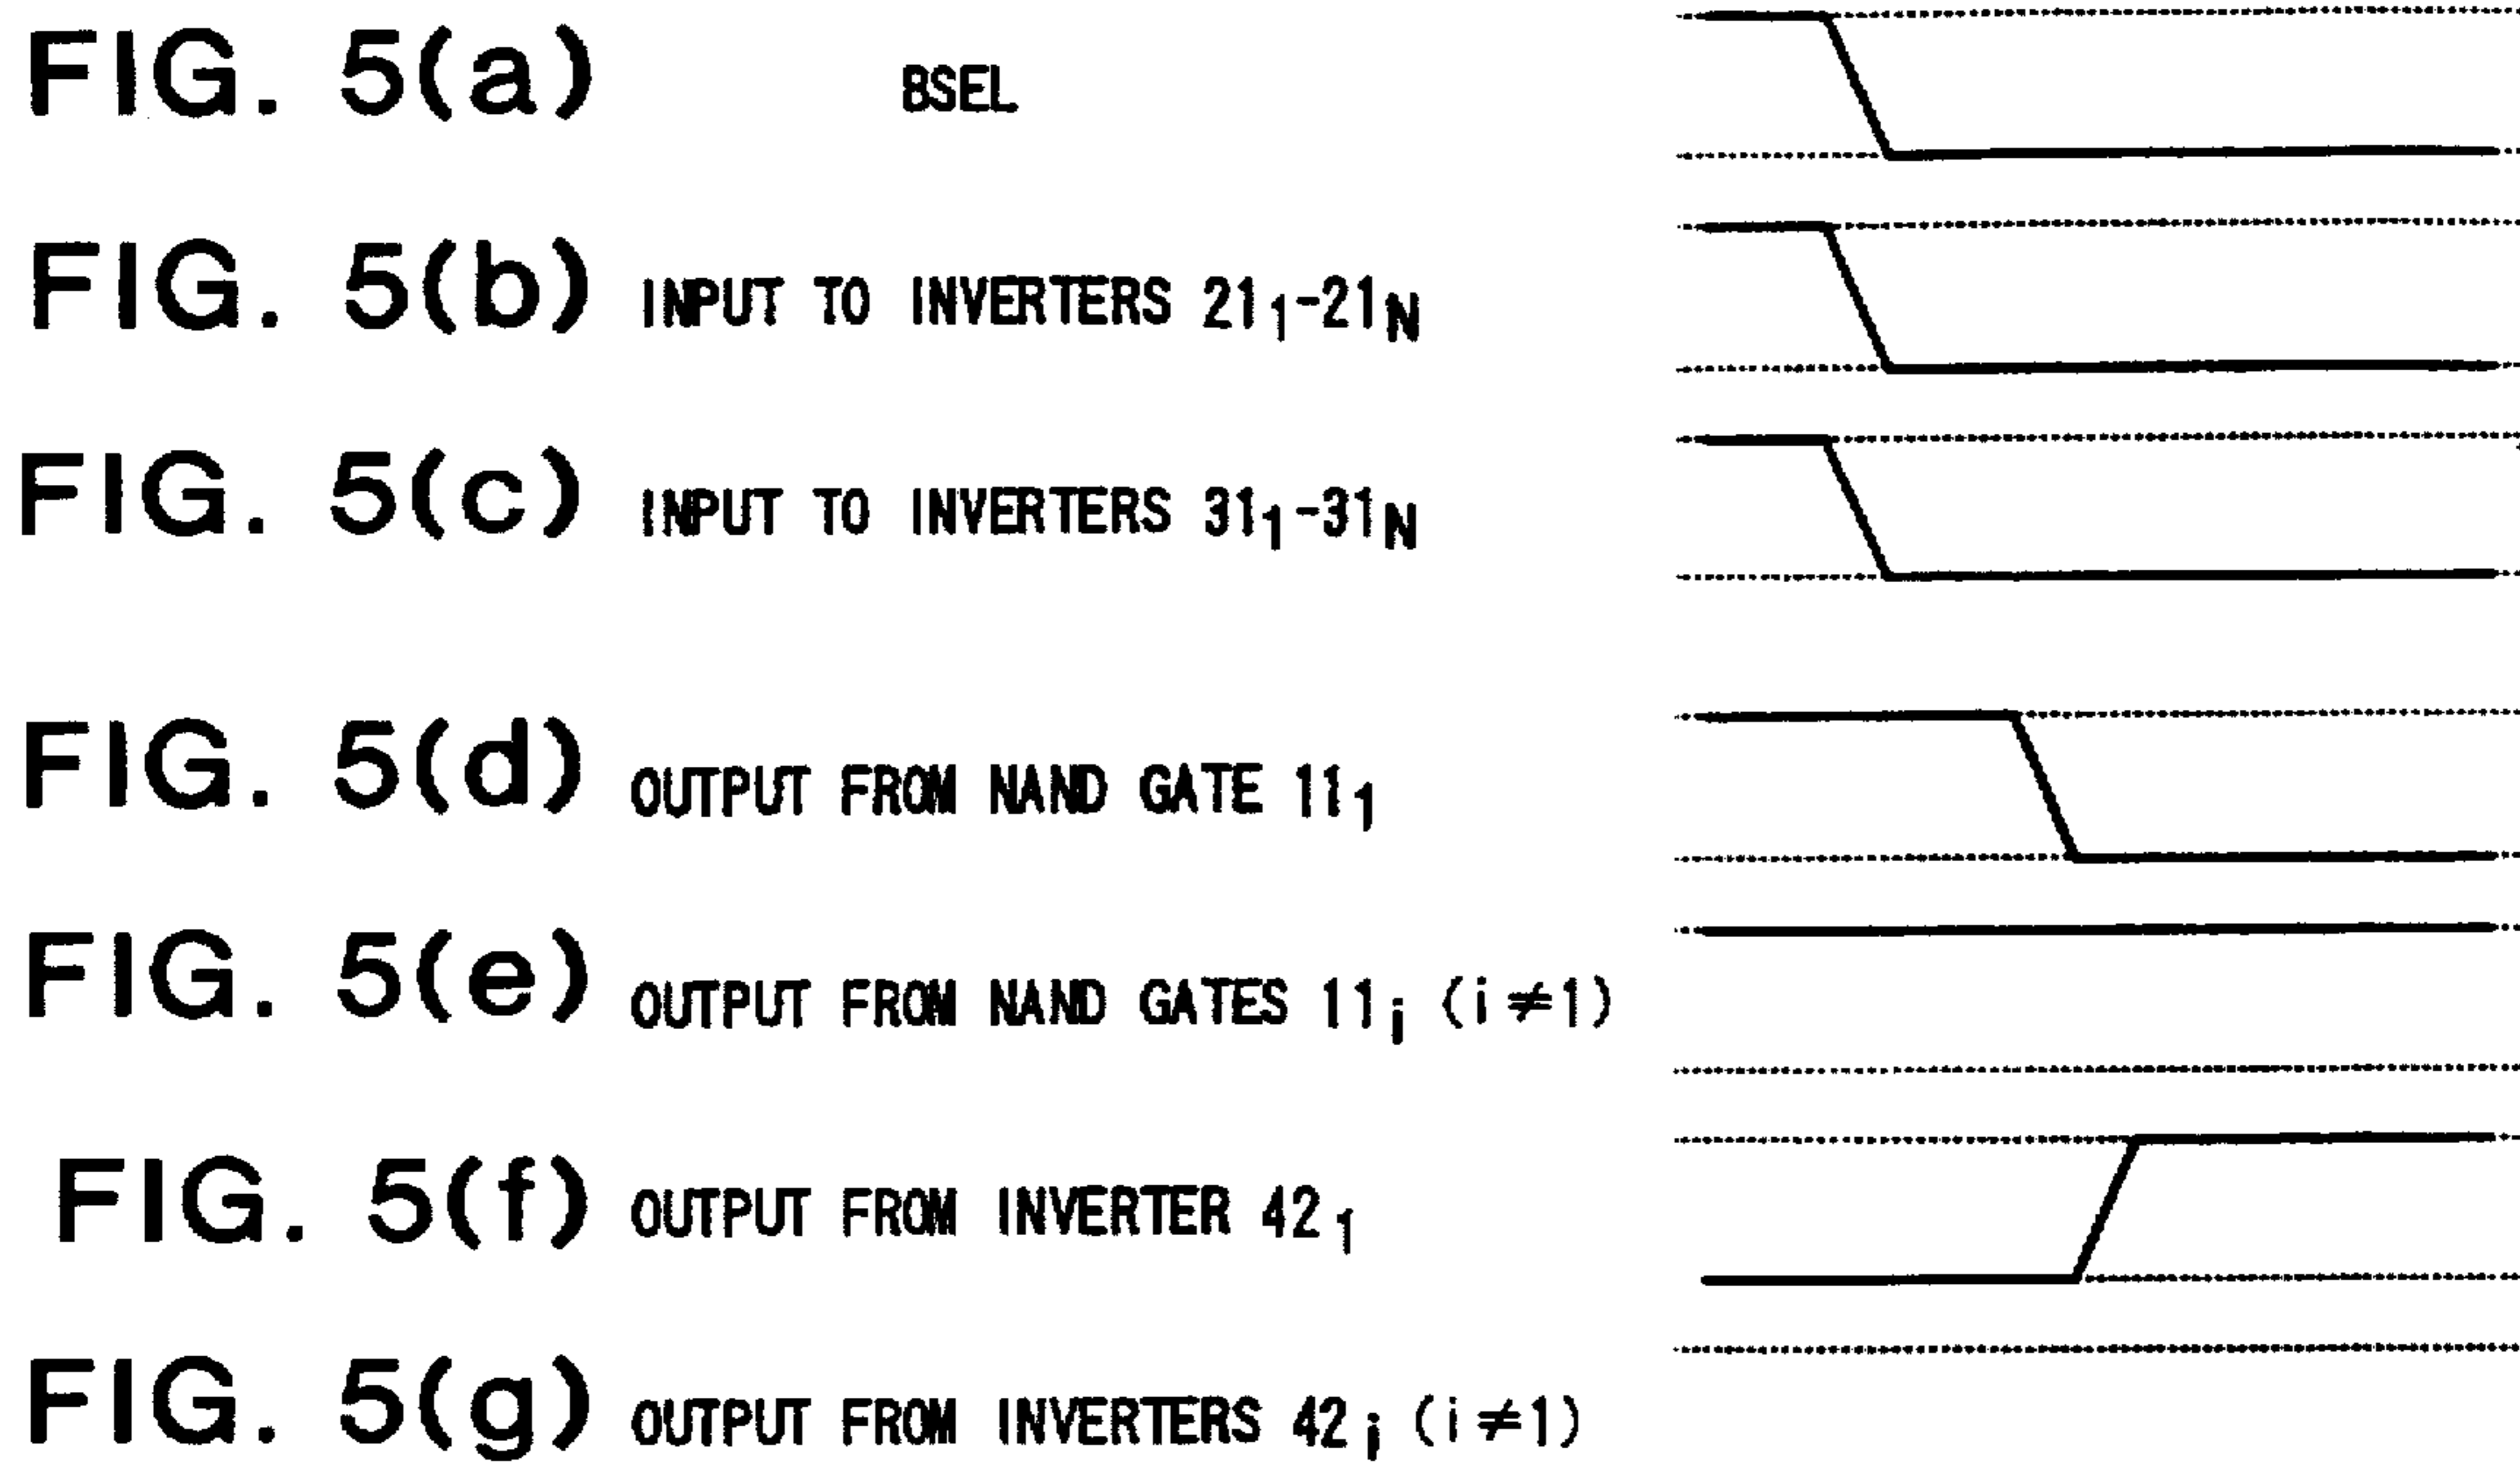 FIG. 5(a) BSEL
FIG. 5(b) INPUT TO INVERTERS 21₁-21_N
FIG. 5(c) INPUT TO INVERTERS 31₁-31_N
FIG. 5(d) OUTPUT FROM NAND GATE 11₁
FIG. 5(e) OUTPUT FROM NAND GATES 11ᵢ (i≠1)
FIG. 5(f) OUTPUT FROM INVERTER 42₁
FIG. 5(g) OUTPUT FROM INVERTERS 42ᵢ (i≠1)